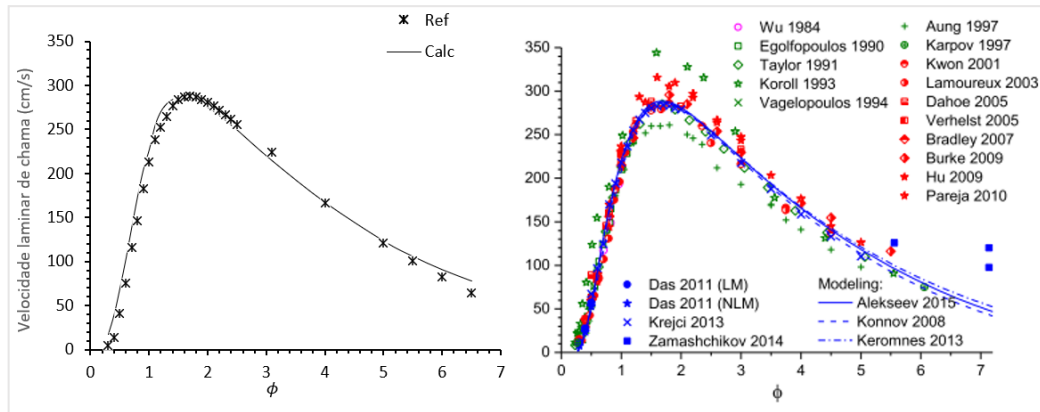 Ref
Calc
Velocidade laminar de chama (cm/s)
350
300
250
200
150
100
50
0
0 1 2 3 4 5 6 7
ϕ
Wu 1984
Egolfopoulos 1990
Taylor 1991
Koroll 1993
Vagelopoulos 1994
Aung 1997
Karpov 1997
Kwon 2001
Lamoureux 2003
Dahoe 2005
Verhelst 2005
Bradley 2007
Burke 2009
Hu 2009
Pareja 2010
350
300
250
200
150
100
50
0
Das 2011 (LM)
Das 2011 (NLM)
Krejci 2013
Zamashchikov 2014
Modeling:
Alekseev 2015
Konnov 2008
Keromnes 2013
0 1 2 3 4 5 6 7
ϕ